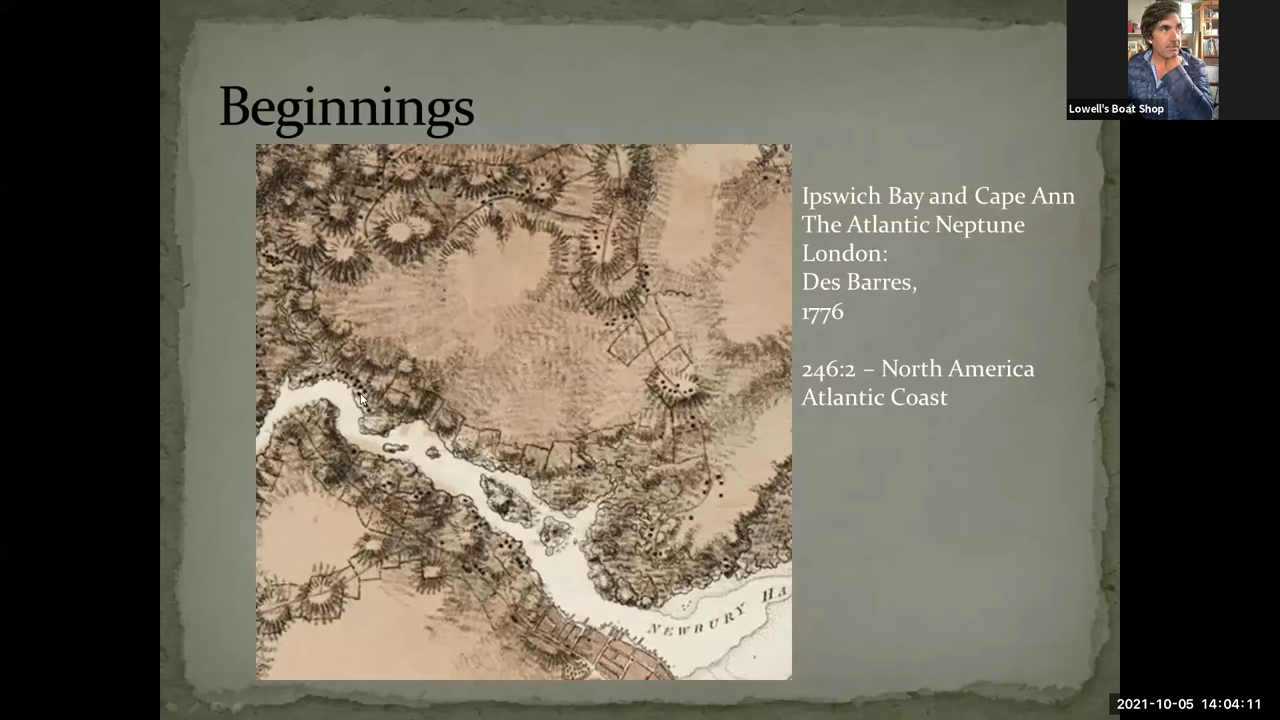 Beginnings
Lowell's Boat Shop
Ipswich Bay and Cape Ann
The Atlantic Neptune
London:
Des Barres,
1776
246:2 – North America
Atlantic Coast
NEWBURY Ha
2021-10-05 14:04:11